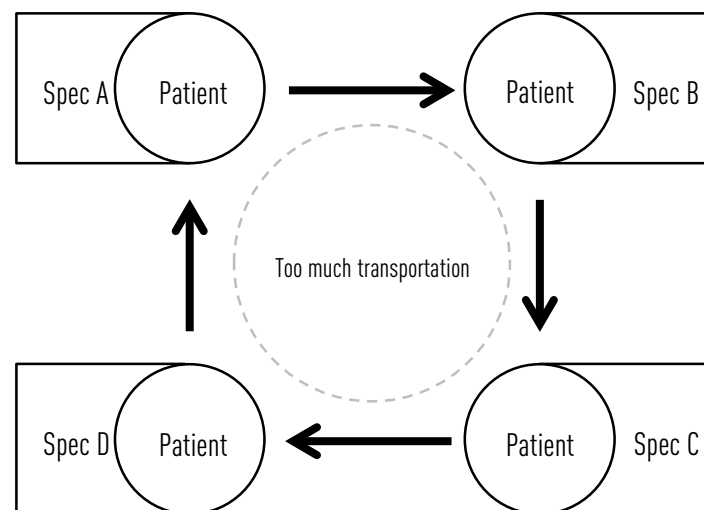 Spec A Patient
Patient Spec B
Too much transportation
Spec D Patient
Patient Spec C